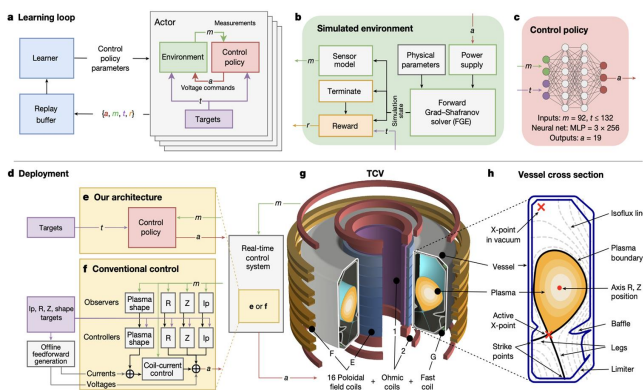 a Learning loop
Learner
Replay
buffer
Control
policy
parameters
{a, m, t, r}
Actor
Measurements
m
Environment
Control
policy
a
Voltage commands
t
Targets
b Simulated environment
a
m
Sensor
model
Physical
parameters
Power
supply
Terminate
Simulation
state
Forward
Grad–Shafranov
solver (FGE)
r
Reward
t
c Control policy
m
t
a
Inputs: m = 92, t ≤ 132
Neural net: MLP = 3 × 256
Outputs: a = 19
d Deployment
e Our architecture
Targets
t
Control
policy
m
a
f Conventional control
m
Ip, R, Z, shape
targets
Observers
Plasma
shape
R
Z
Ip
Controllers
Plasma
shape
R
Z
Ip
Offline
feedforward
generation
Currents
Coil-current
control
Voltages
a
m
Real-time
control
system
e or f
a
g TCV
F
E
1
2
G
16 Poloidal
field coils
+
Ohmic
coils
+
Fast
coil
h Vessel cross section
X-point
in vacuum
Isoflux lin
Vessel
Plasma
boundary
Plasma
Axis R, Z
position
Active
X-point
Baffle
Strike
points
Legs
Limiter